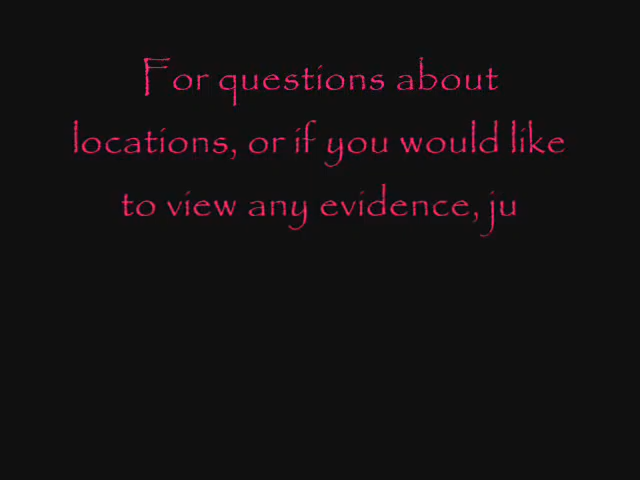 For questions about
locations, or if you would like
to view any evidence, ju